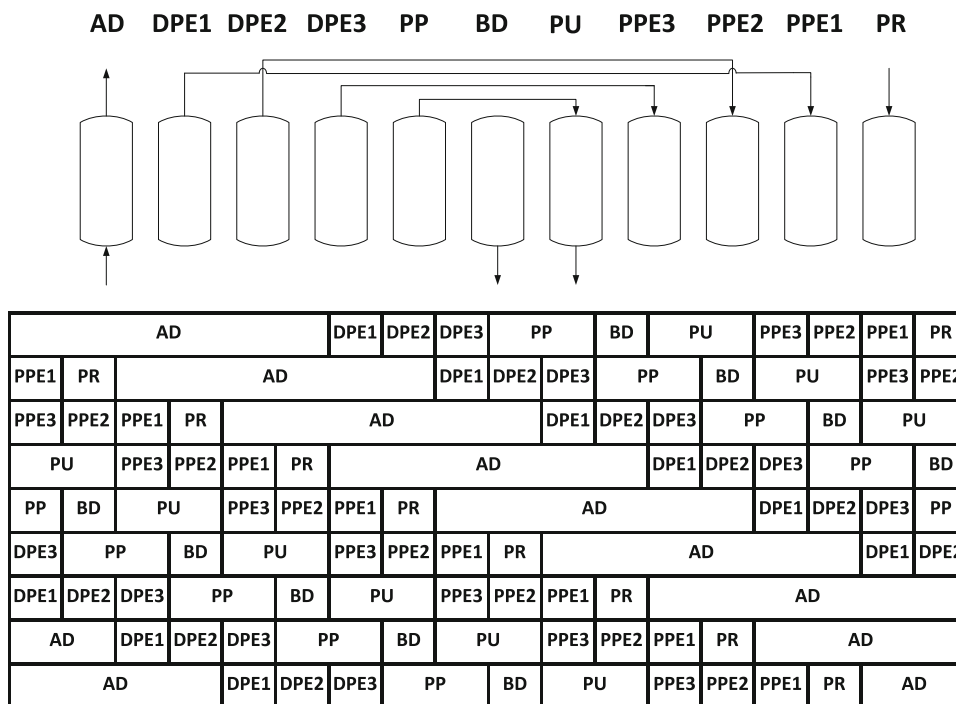 AD DPE1 DPE2 DPE3 PP BD PU PPE3 PPE2 PPE1 PR
AD DPE1 DPE2 DPE3 PP BD PU PPE3 PPE2 PPE1 PR
PPE1 PR AD DPE1 DPE2 DPE3 PP BD PU PPE3 PPE2
PPE3 PPE2 PPE1 PR AD DPE1 DPE2 DPE3 PP BD PU
PU PPE3 PPE2 PPE1 PR AD DPE1 DPE2 DPE3 PP BD
PP BD PU PPE3 PPE2 PPE1 PR AD DPE1 DPE2 DPE3 PP
DPE3 PP BD PU PPE3 PPE2 PPE1 PR AD DPE1 DPE2
DPE1 DPE2 DPE3 PP BD PU PPE3 PPE2 PPE1 PR AD
AD DPE1 DPE2 DPE3 PP BD PU PPE3 PPE2 PPE1 PR AD
AD DPE1 DPE2 DPE3 PP BD PU PPE3 PPE2 PPE1 PR AD